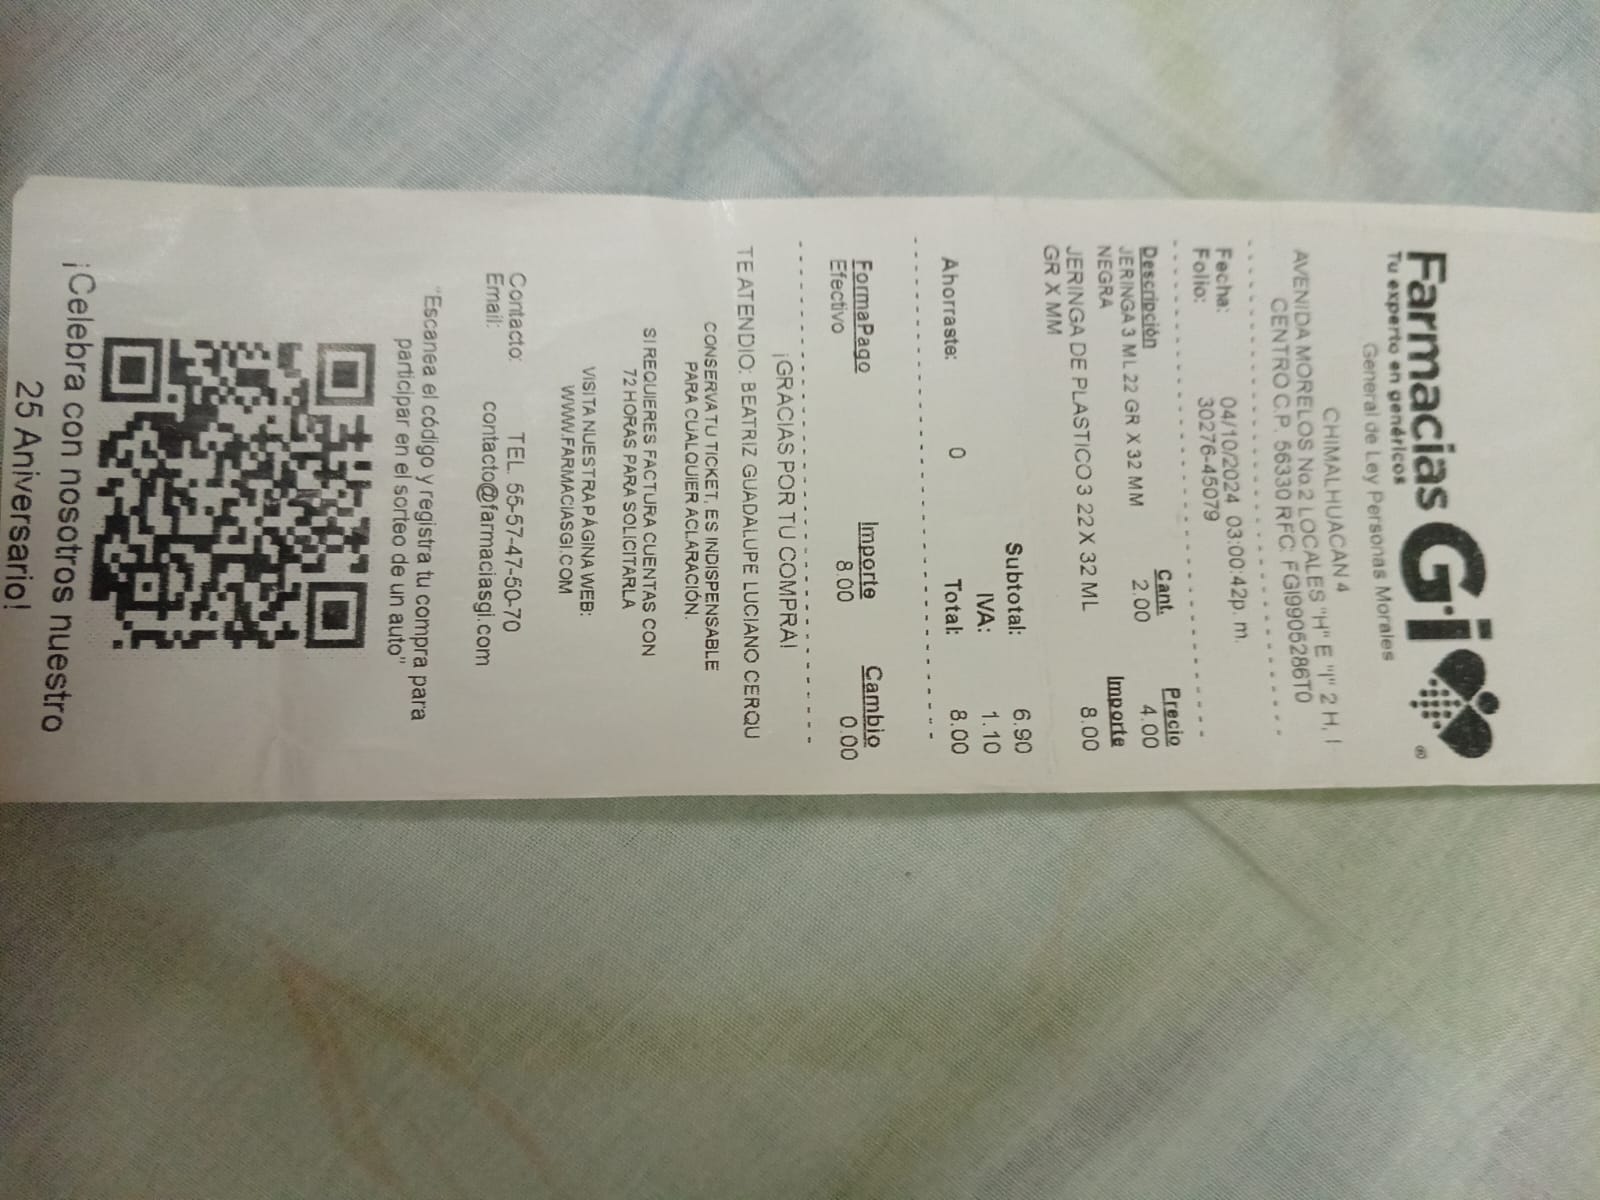 Farmacias Gi ®
Tu experto en genéricos
General de Ley Personas Morales
CHIMALHUACAN 4
AVENIDA MORELOS No.2 LOCALES "H" E "I" 2 H, I
CENTRO C.P. 56330 RFC: FGI9905286T0
Fecha: 04/10/2024 03:00:42p. m.
Folio: 30276-45079
Descripción Cant. Precio
JERINGA 3 ML 22 GR X 32 MM 2.00 4.00
NEGRA Importe
JERINGA DE PLASTICO 3 22 X 32 ML 8.00
GR X MM
Subtotal: 6.90
IVA: 1.10
Ahorraste: 0 Total: 8.00
FormaPago Importe Cambio
Efectivo 8.00 0.00
¡GRACIAS POR TU COMPRA!
TE ATENDIO: BEATRIZ GUADALUPE LUCIANO CERQU
CONSERVA TU TICKET. ES INDISPENSABLE
PARA CUALQUIER ACLARACIÓN.
SI REQUIERES FACTURA CUENTAS CON
72 HORAS PARA SOLICITARLA
VISITA NUESTRA PÁGINA WEB:
WWW.FARMACIASGI.COM
Contacto: TEL. 55-57-47-50-70
Email: contacto@farmaciasgi.com
"Escanea el código y registra tu compra para
participar en el sorteo de un auto"
¡Celebra con nosotros nuestro
25 Aniversario!